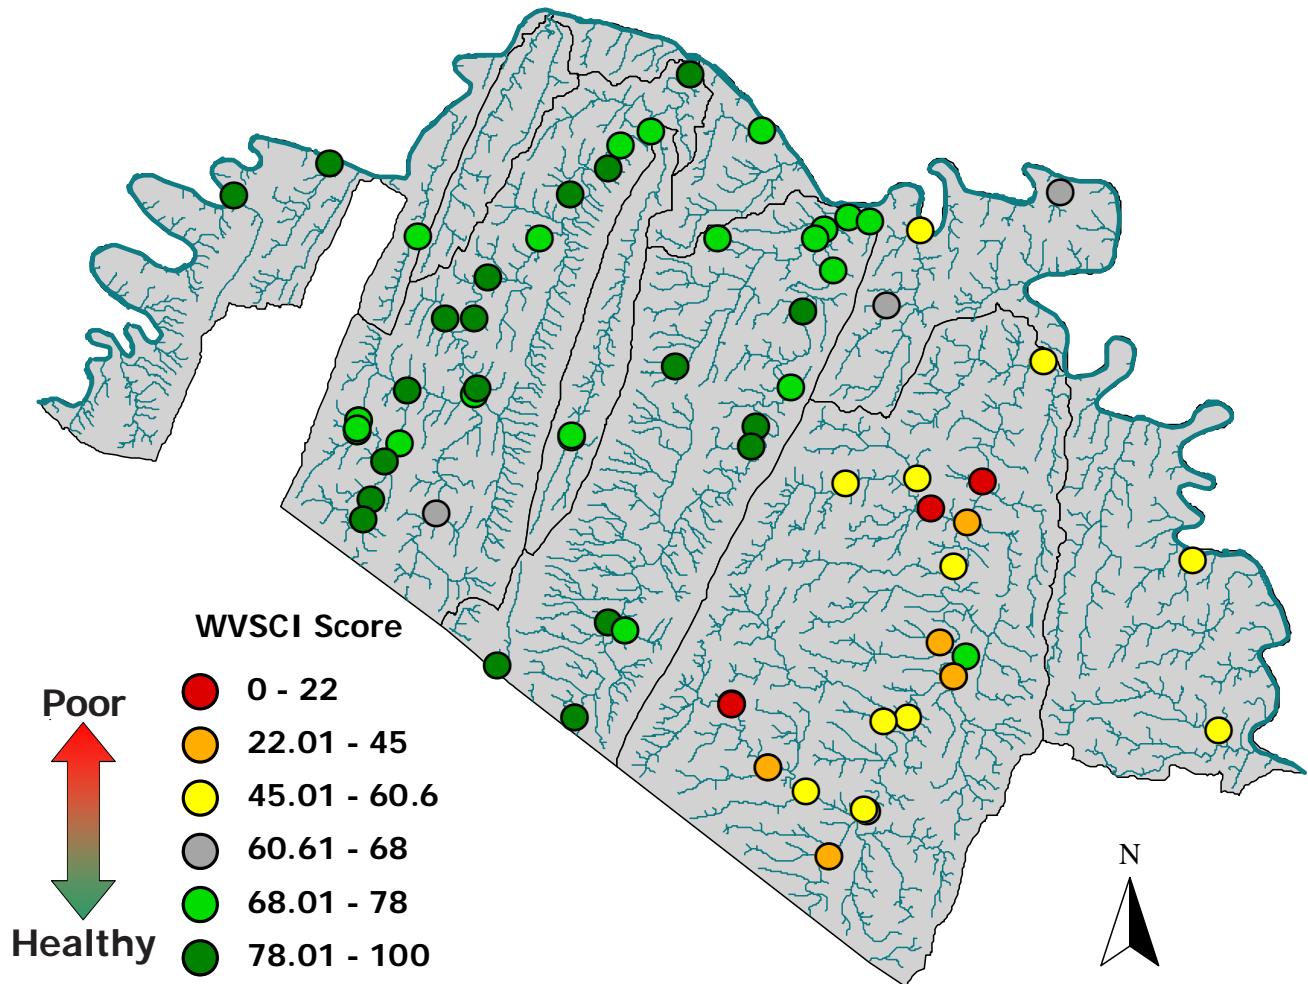 WVSCI Score
Poor
0 - 22
22.01 - 45
45.01 - 60.6
60.61 - 68
68.01 - 78
Healthy
78.01 - 100
N